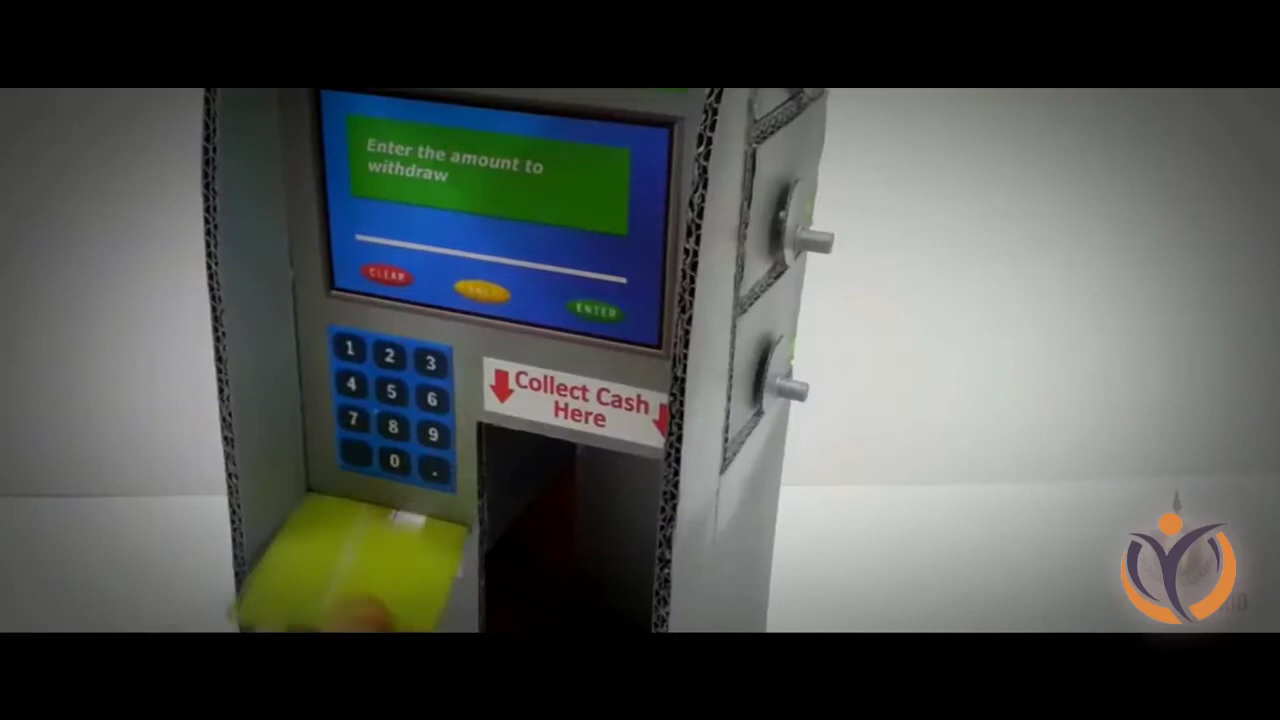 Enter the amount to
withdraw
CLEAR
ENTER
1 2 3
4 5 6
7 8 9
0 .
Collect Cash
Here